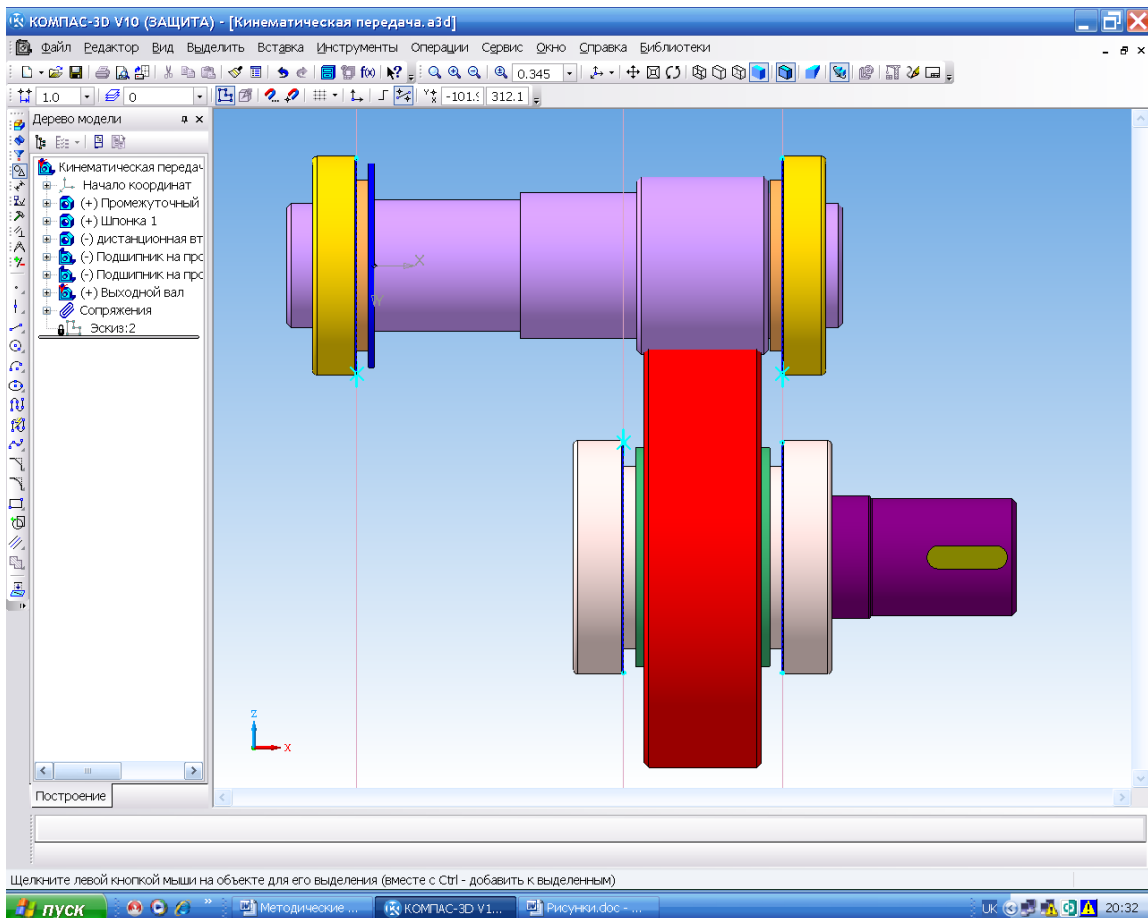 КОМПАС-3D V10 (ЗАЩИТА) - [Кинематическая передача.a3d]
Файл Редактор Вид Выделить Вставка Инструменты Операции Сервис Окно Справка Библиотеки
0.345
1.0 0 -101.9 312.1
Дерево модели
Кинематическая передач
Начало координат
(+) Промежуточный
(+) Шпонка 1
(-) дистанционная вт
(-) Подшипник на про
(-) Подшипник на про
(+) Выходной вал
Сопряжения
Эскиз:2
X
Y
Z
X
Построение
Щелкните левой кнопкой мыши на объекте для его выделения (вместе с Ctrl - добавить к выделенным)
пуск Методические ... КОМПАС-3D V1... Рисунки.doc - ... UK 20:32